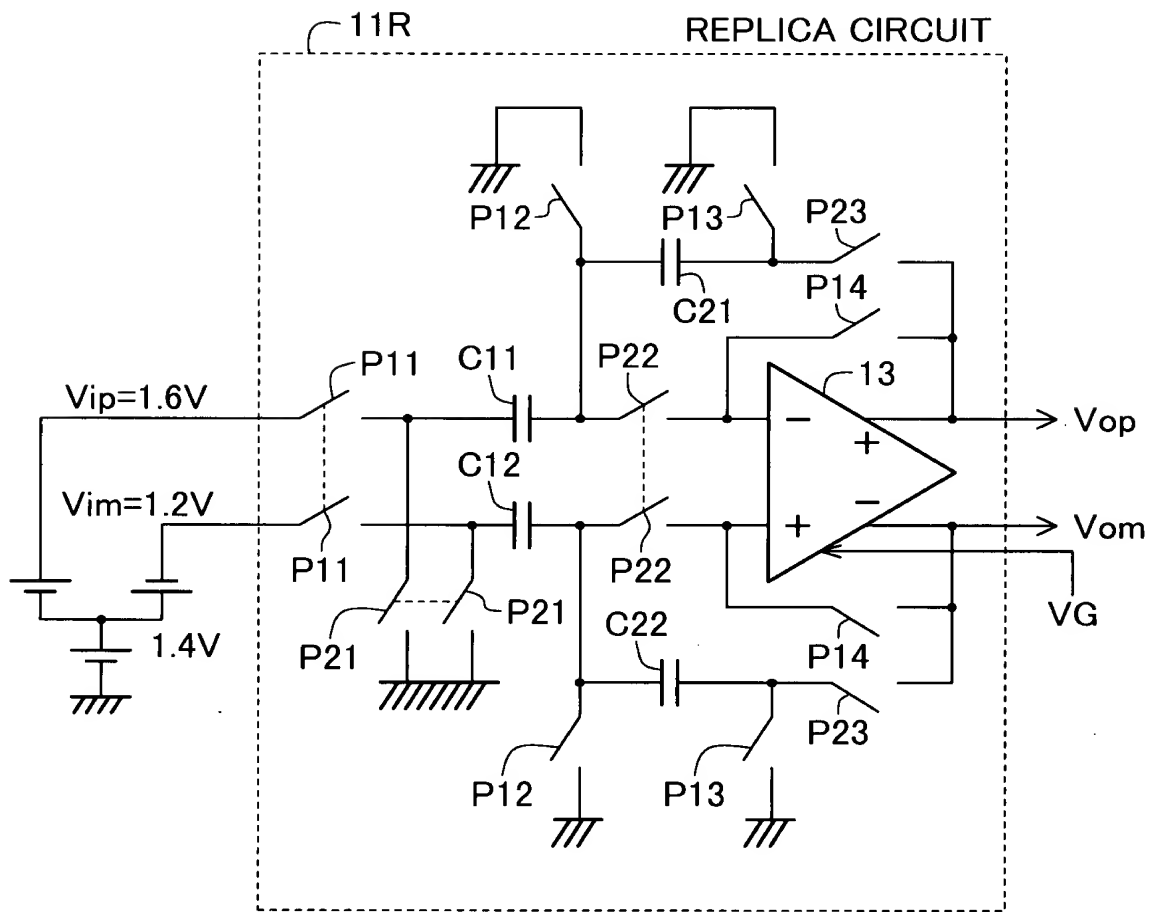 11R
REPLICA CIRCUIT
P12
P13
P23
P14
C21
C11
P11
P22
13
Vip=1.6V
Vop
−
+
C12
Vim=1.2V
−
+
Vom
P11
P22
P21
P21
C22
VG
1.4V
P14
P23
P12
P13